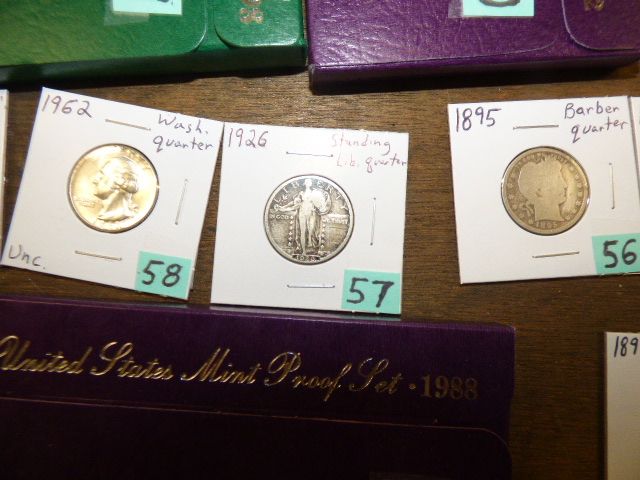 1962
Wash.
quarter
Unc.
58
1926
Standing
Lib. quarter
LIBERTY
57
1895
Barber
quarter
56
United States Mint Proof Set · 1988
189